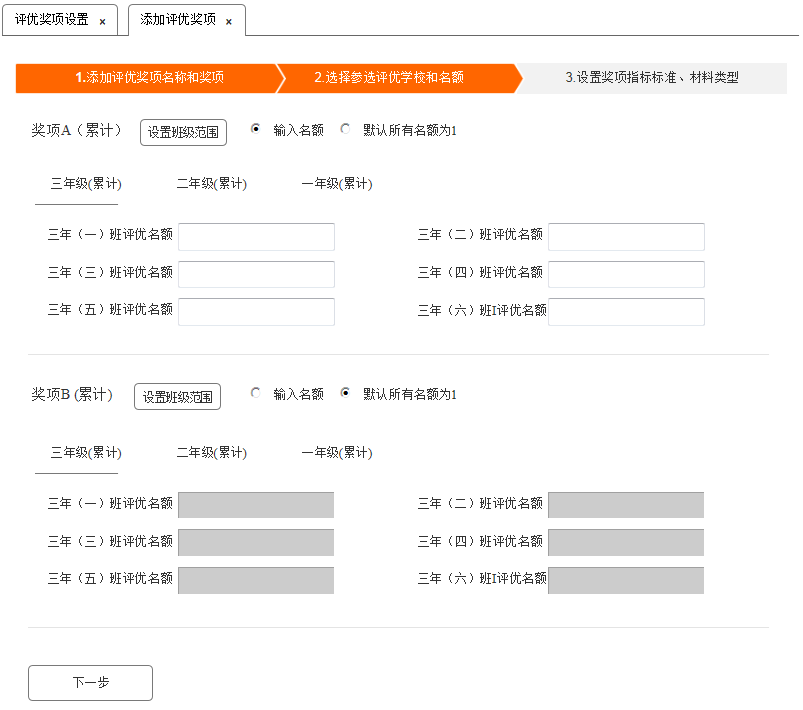 评优奖项设置 × 添加评优奖项 ×
1.添加评优奖项名称和奖项 2.选择参选评优学校和名额 3.设置奖项指标标准、材料类型
奖项A（累计） 设置班级范围 输入名额 默认所有名额为1
三年级(累计) 二年级(累计) 一年级(累计)
三年（一）班评优名额 三年（二）班评优名额
三年（三）班评优名额 三年（四）班评优名额
三年（五）班评优名额 三年（六）班I评优名额
奖项B (累计) 设置班级范围 输入名额 默认所有名额为1
三年级(累计) 二年级(累计) 一年级(累计)
三年（一）班评优名额 三年（二）班评优名额
三年（三）班评优名额 三年（四）班评优名额
三年（五）班评优名额 三年（六）班I评优名额
下一步